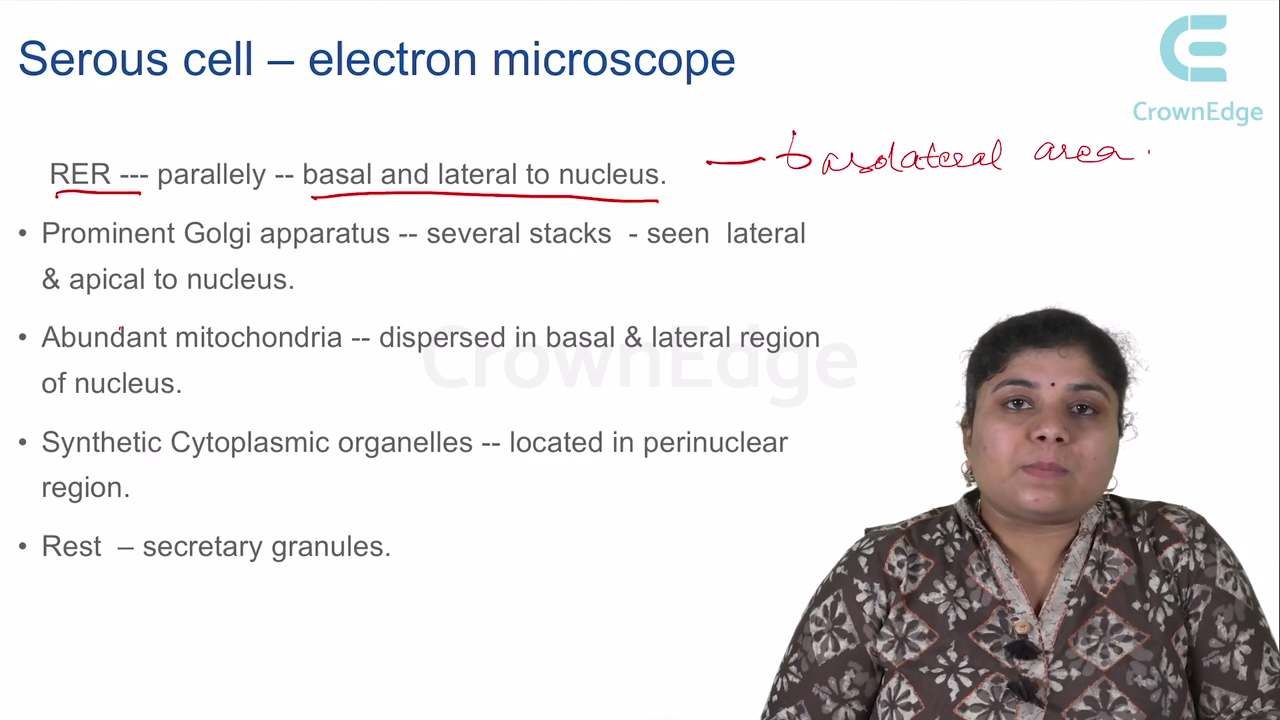 Serous cell – electron microscope
CrownEdge
RER --- parallely -- basal and lateral to nucleus. — basolateral area.
• Prominent Golgi apparatus -- several stacks - seen lateral
& apical to nucleus.
• Abundant mitochondria -- dispersed in basal & lateral region
of nucleus.
CrownEdge
• Synthetic Cytoplasmic organelles -- located in perinuclear
region.
• Rest – secretary granules.